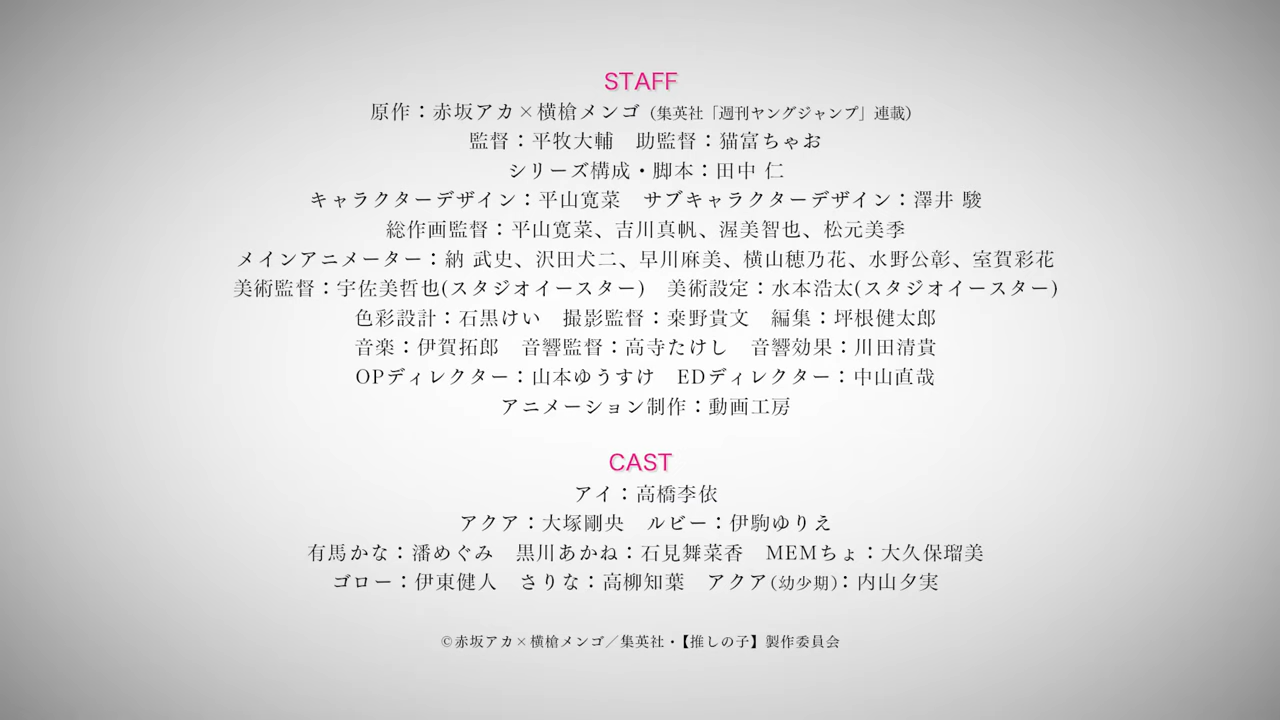 STAFF
原作：赤坂アカ×横槍メンゴ（集英社「週刊ヤングジャンプ」連載）
監督：平牧大輔　助監督：猫富ちゃお
シリーズ構成・脚本：田中 仁
キャラクターデザイン：平山寛菜　サブキャラクターデザイン：澤井 駿
総作画監督：平山寛菜、吉川真帆、渥美智也、松元美季
メインアニメーター：納 武史、沢田犬二、早川麻美、横山穂乃花、水野公彰、室賀彩花
美術監督：宇佐美哲也(スタジオイースター)　美術設定：水本浩太(スタジオイースター)
色彩設計：石黒けい　撮影監督：桒野貴文　編集：坪根健太郎
音楽：伊賀拓郎　音響監督：高寺たけし　音響効果：川田清貴
OPディレクター：山本ゆうすけ　EDディレクター：中山直哉
アニメーション制作：動画工房
CAST
アイ：高橋李依
アクア：大塚剛央　ルビー：伊駒ゆりえ
有馬かな：潘めぐみ　黒川あかね：石見舞菜香　MEMちょ：大久保瑠美
ゴロー：伊東健人　さりな：高柳知葉　アクア(幼少期)：内山夕実
©赤坂アカ×横槍メンゴ／集英社・【推しの子】製作委員会